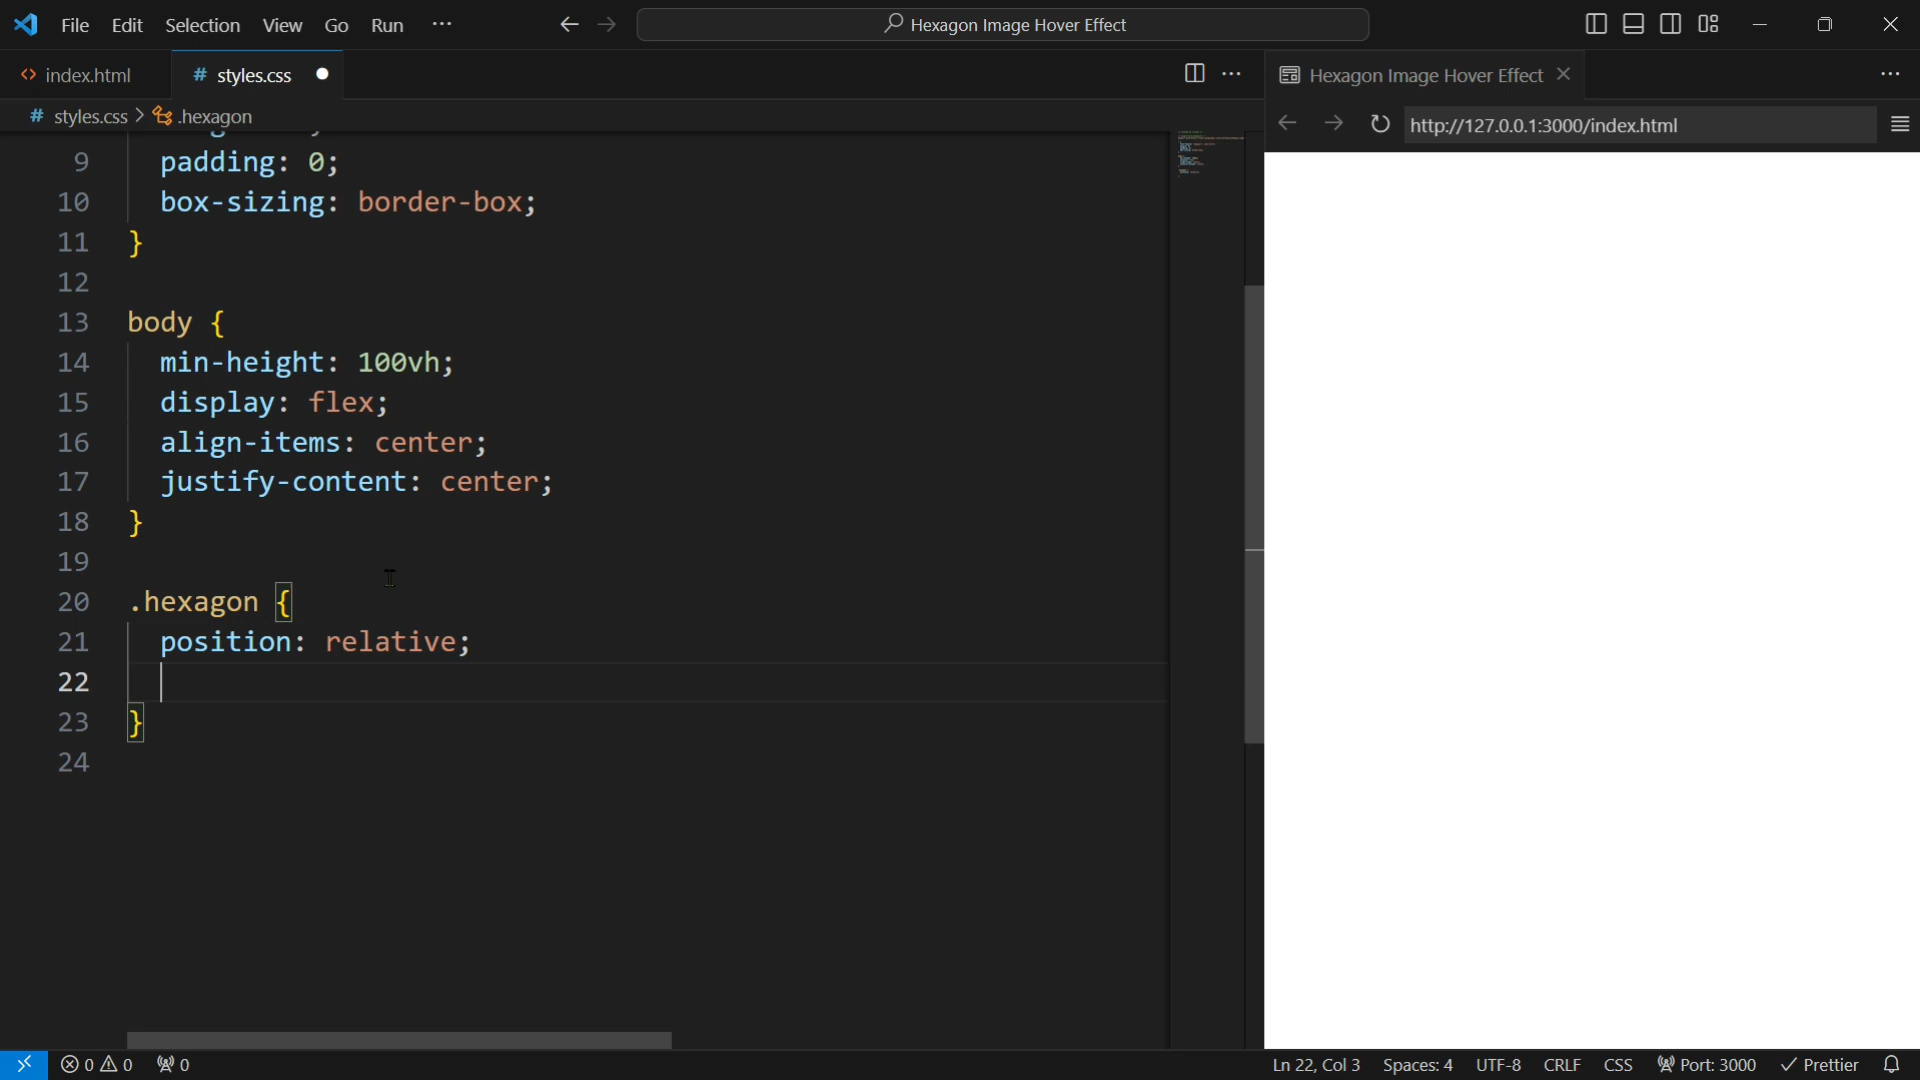 File Edit Selection View Go Run ··· Hexagon Image Hover Effect
index.html # styles.css ··· Hexagon Image Hover Effect ···
# styles.css > .hexagon http://127.0.0.1:3000/index.html
9 padding: 0;
10 box-sizing: border-box;
11 }
12
13 body {
14 min-height: 100vh;
15 display: flex;
16 align-items: center;
17 justify-content: center;
18 }
19
20 .hexagon {
21 position: relative;
22
23 }
24
0 0 0 Ln 22, Col 3 Spaces: 4 UTF-8 CRLF CSS Port: 3000 Prettier